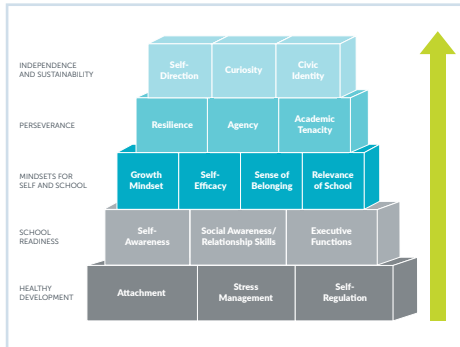 INDEPENDENCE
AND SUSTAINABILITY
Self-
Direction
Curiosity
Civic
Identity
PERSEVERANCE
Resilience
Agency
Academic
Tenacity
MINDSETS FOR
SELF AND SCHOOL
Growth
Mindset
Self-
Efficacy
Sense of
Belonging
Relevance
of School
SCHOOL
READINESS
Self-
Awareness
Social Awareness/
Relationship Skills
Executive
Functions
HEALTHY
DEVELOPMENT
Attachment
Stress
Management
Self-
Regulation